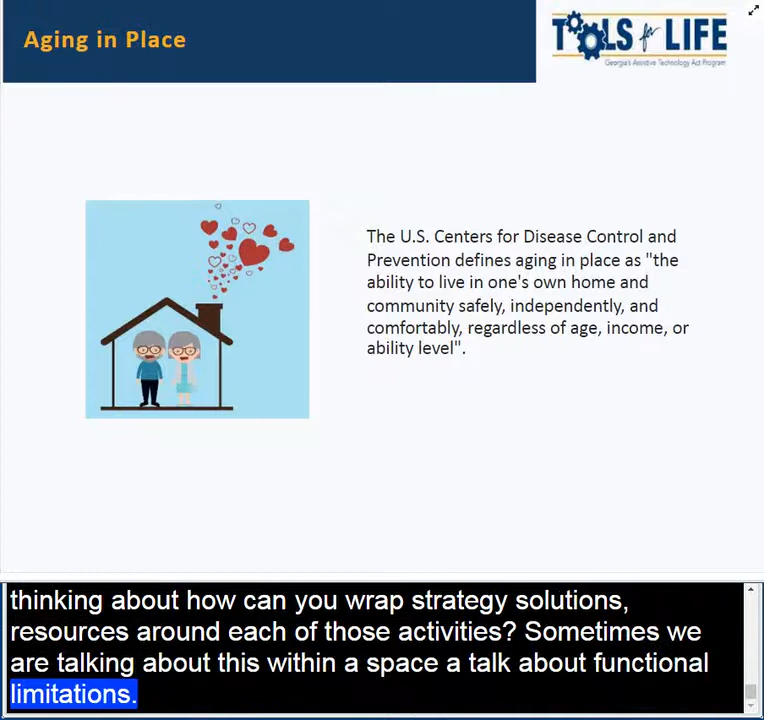 Aging in Place
TOOLS for LIFE
Georgia's Assistive Technology Act Program
The U.S. Centers for Disease Control and
Prevention defines aging in place as "the
ability to live in one's own home and
community safely, independently, and
comfortably, regardless of age, income, or
ability level".
thinking about how can you wrap strategy solutions,
resources around each of those activities? Sometimes we
are talking about this within a space a talk about functional
limitations.